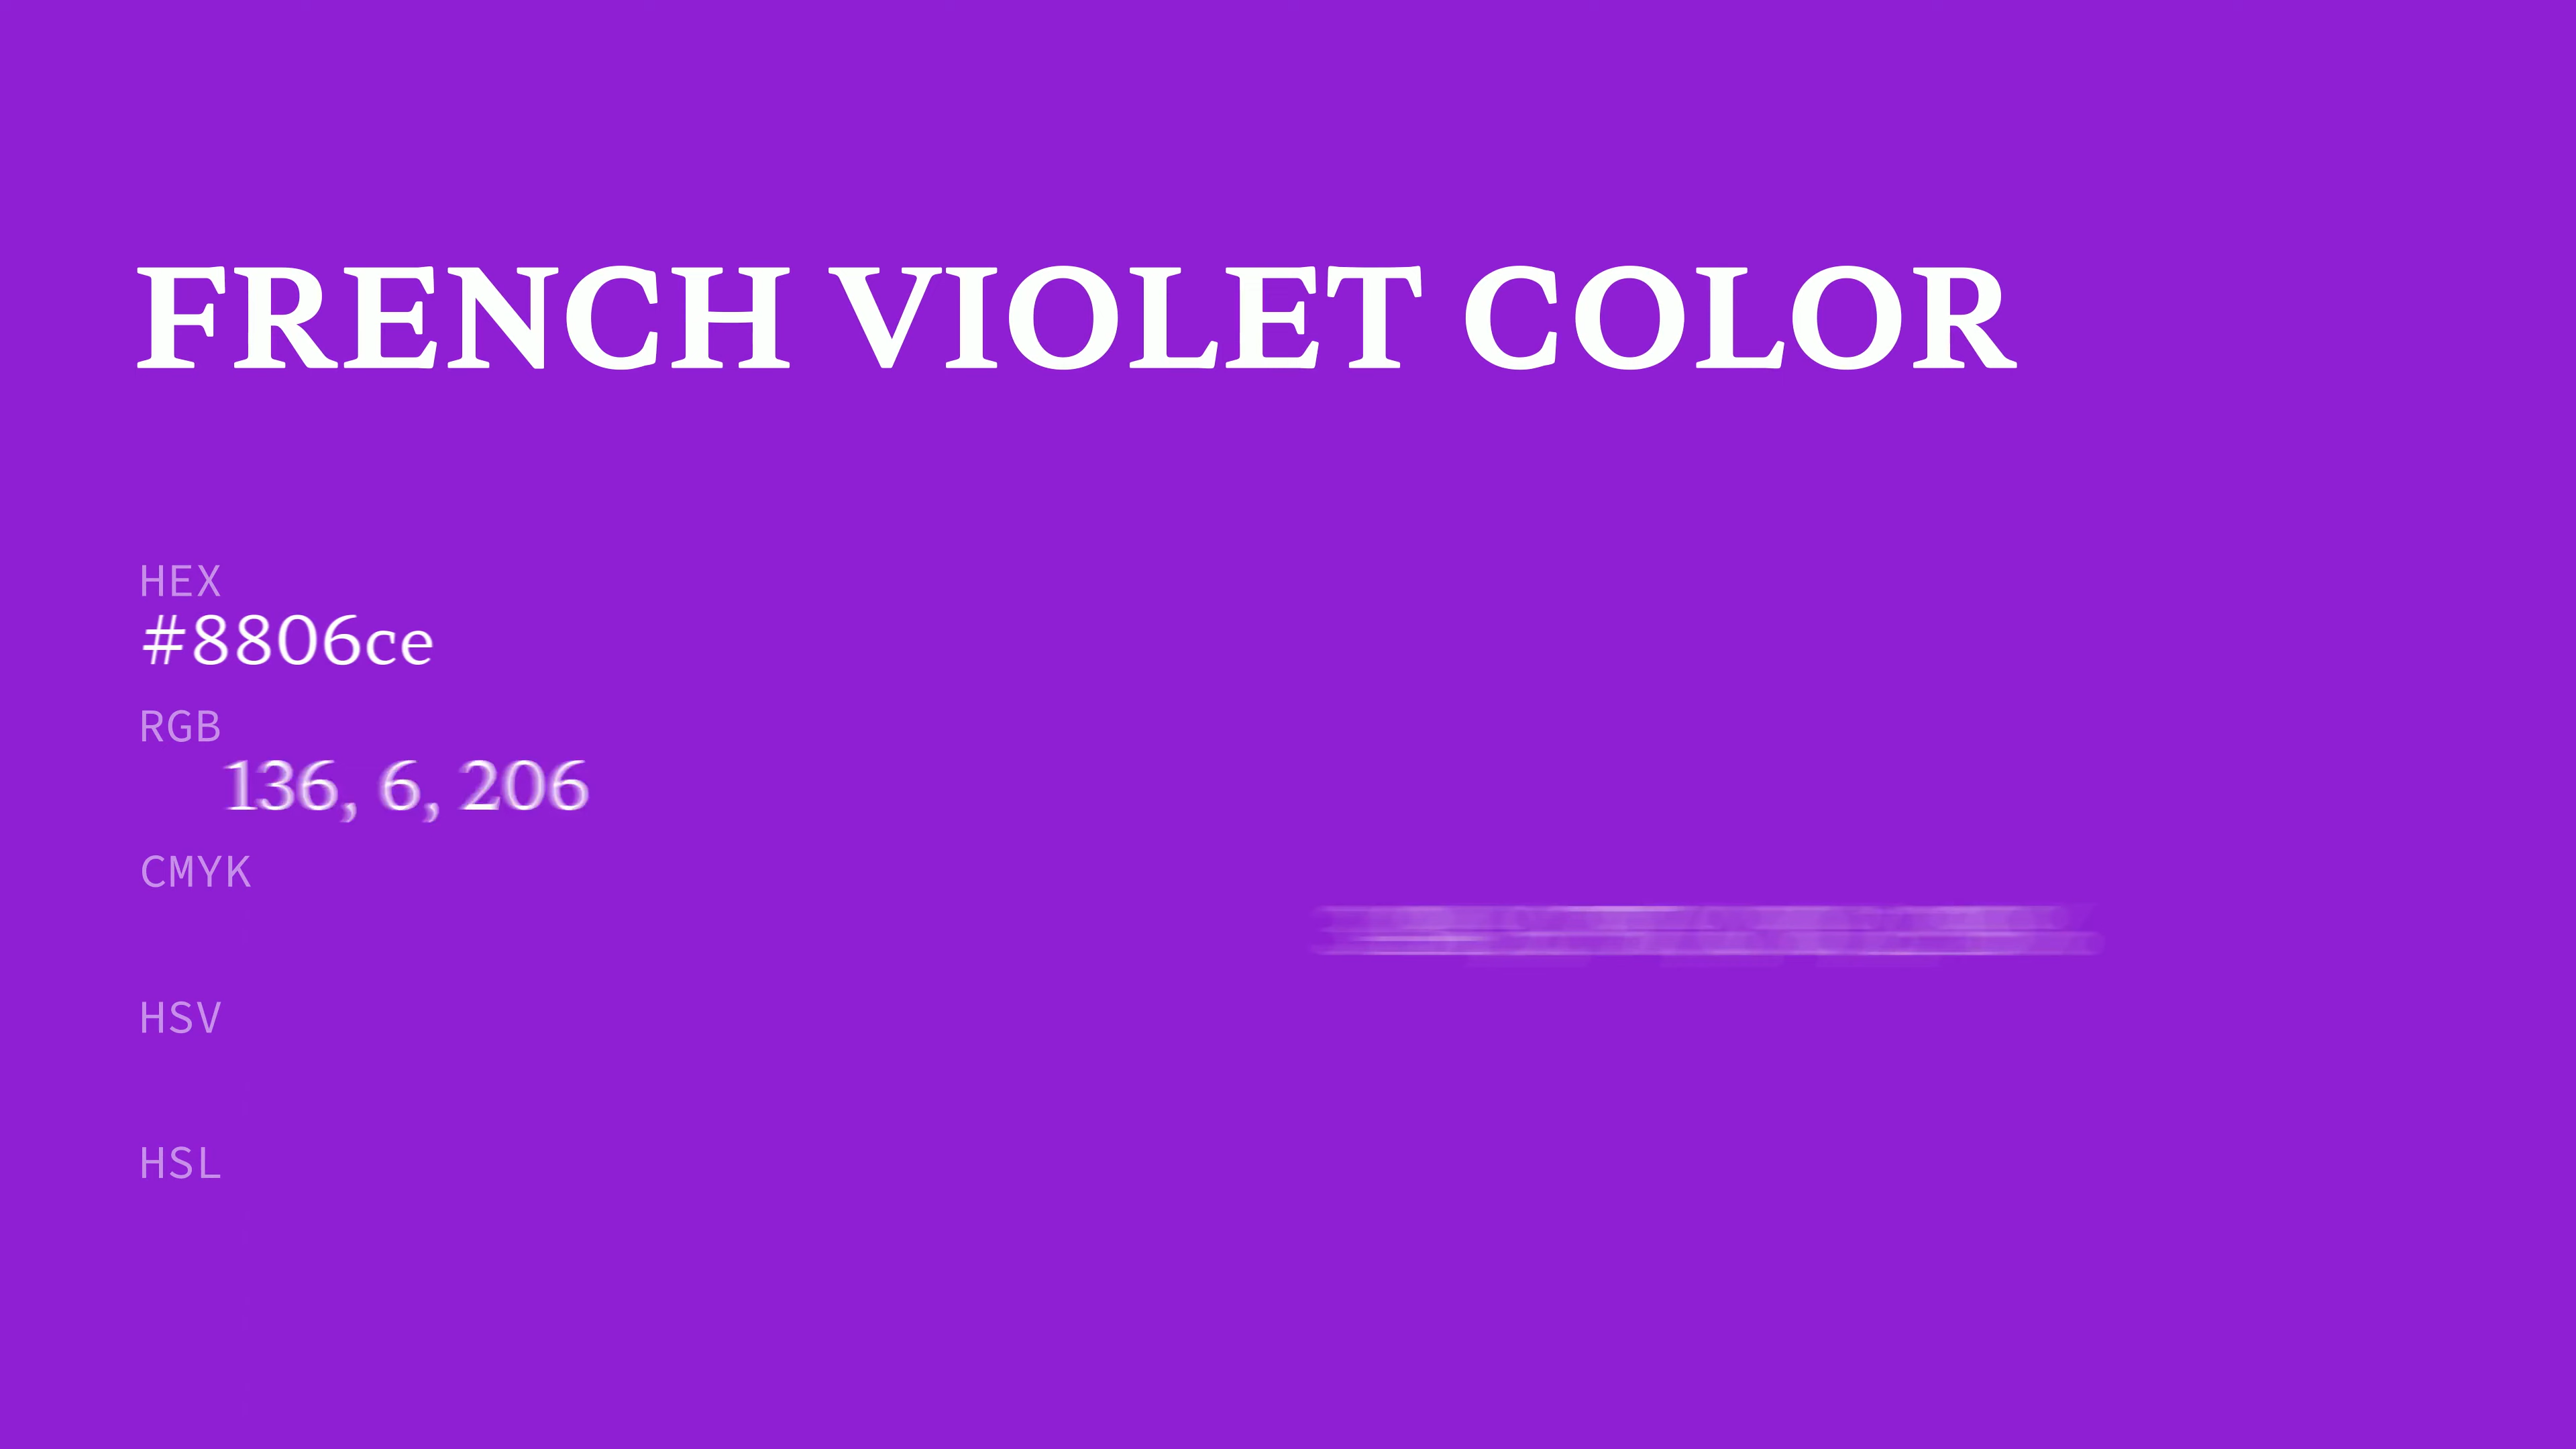 FRENCH VIOLET COLOR
HEX
#8806ce
RGB
136, 6, 206
CMYK
HSV
HSL